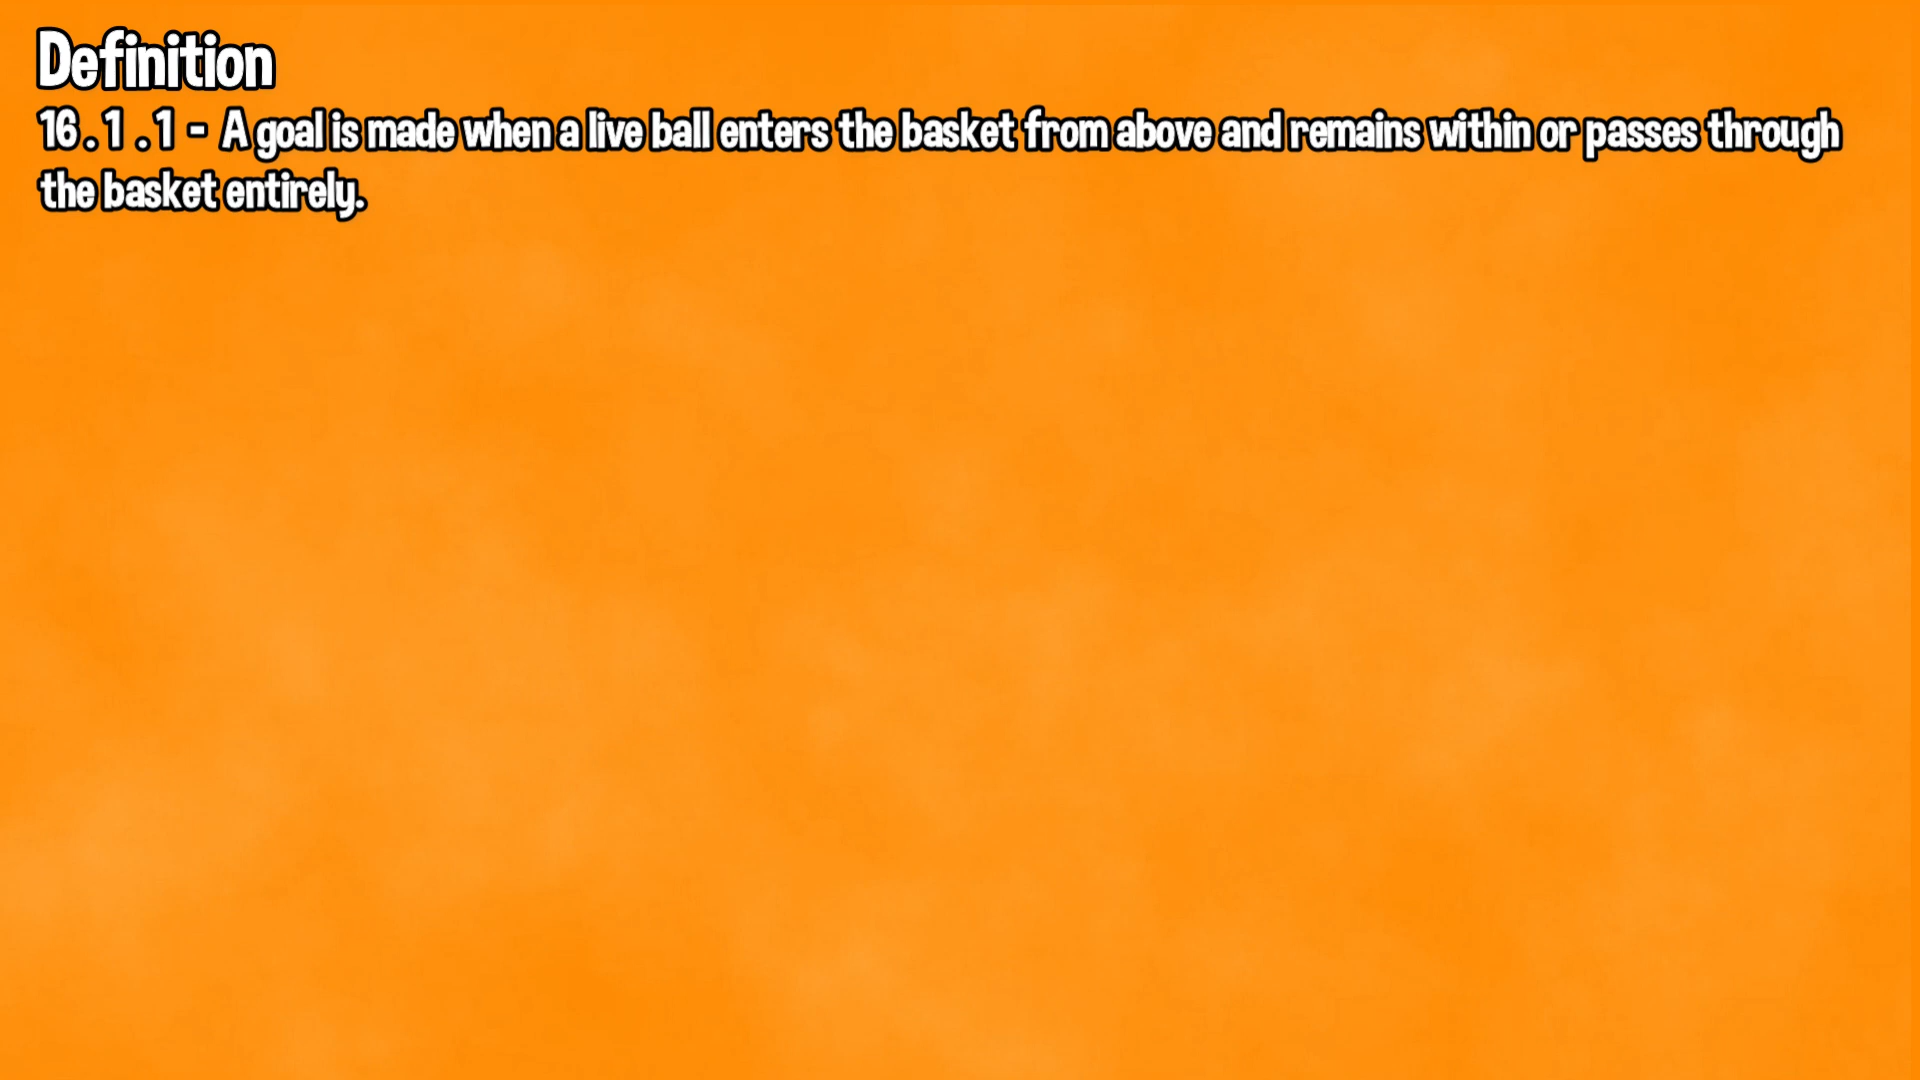 Definition
16.1.1 - A goal is made when a live ball enters the basket from above and remains within or passes through
the basket entirely.